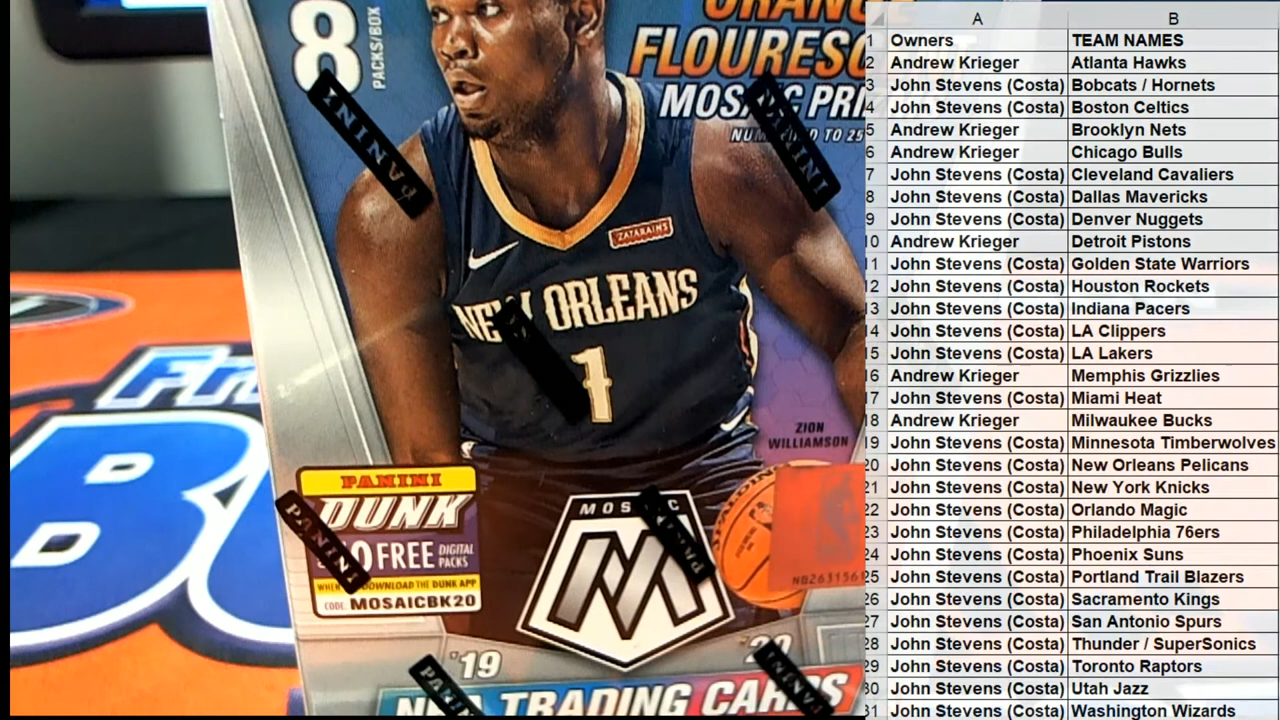 8
PACKS/BOX
ORANGE
FLOURESC
MOSAIC PRI
NUMBERED TO 25
PANINI
PANINI
ZATARAIN'S
NEW ORLEANS
1
ZION
WILLIAMSON
PANINI
DUNK
FREE DIGITAL
PACKS
WHEN DOWNLOAD THE DUNK APP
CODE: MOSAICBK20
PANINI
MOSAIC
M
SPALDING
PANINI
'19
'20
NBA TRADING CARDS
PANINI
PANINI
Fr
BU
A B
1 Owners TEAM NAMES
2 Andrew Krieger Atlanta Hawks
3 John Stevens (Costa) Bobcats / Hornets
4 John Stevens (Costa) Boston Celtics
5 Andrew Krieger Brooklyn Nets
6 Andrew Krieger Chicago Bulls
7 John Stevens (Costa) Cleveland Cavaliers
8 John Stevens (Costa) Dallas Mavericks
9 John Stevens (Costa) Denver Nuggets
10 Andrew Krieger Detroit Pistons
11 John Stevens (Costa) Golden State Warriors
12 John Stevens (Costa) Houston Rockets
13 John Stevens (Costa) Indiana Pacers
14 John Stevens (Costa) LA Clippers
15 John Stevens (Costa) LA Lakers
16 Andrew Krieger Memphis Grizzlies
17 John Stevens (Costa) Miami Heat
18 Andrew Krieger Milwaukee Bucks
19 John Stevens (Costa) Minnesota Timberwolves
20 John Stevens (Costa) New Orleans Pelicans
21 John Stevens (Costa) New York Knicks
22 John Stevens (Costa) Orlando Magic
23 John Stevens (Costa) Philadelphia 76ers
24 John Stevens (Costa) Phoenix Suns
25 John Stevens (Costa) Portland Trail Blazers
26 John Stevens (Costa) Sacramento Kings
27 John Stevens (Costa) San Antonio Spurs
28 John Stevens (Costa) Thunder / SuperSonics
29 John Stevens (Costa) Toronto Raptors
30 John Stevens (Costa) Utah Jazz
31 John Stevens (Costa) Washington Wizards